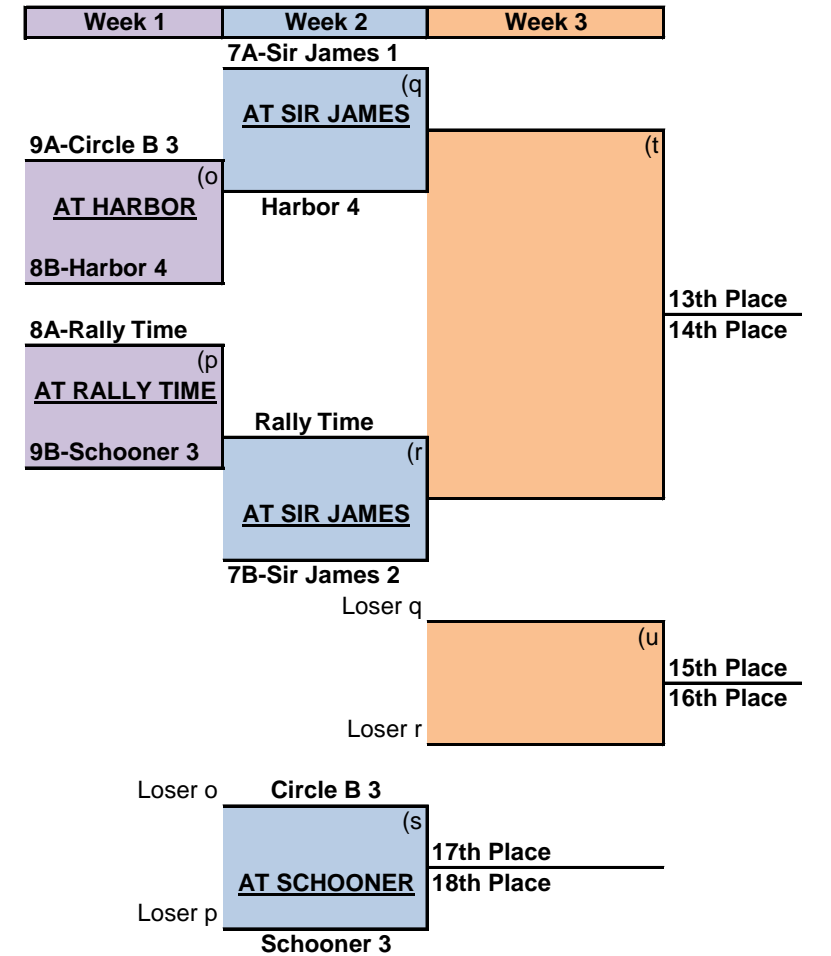 Week 1 Week 2 Week 3
7A-Sir James 1
(q
AT SIR JAMES
9A-Circle B 3
(t
(o
AT HARBOR
Harbor 4
8B-Harbor 4
13th Place
8A-Rally Time
14th Place
(p
AT RALLY TIME
Rally Time
9B-Schooner 3
(r
AT SIR JAMES
7B-Sir James 2
Loser q
(u
15th Place
16th Place
Loser r
Loser o
Circle B 3
(s
17th Place
AT SCHOONER
18th Place
Loser p
Schooner 3